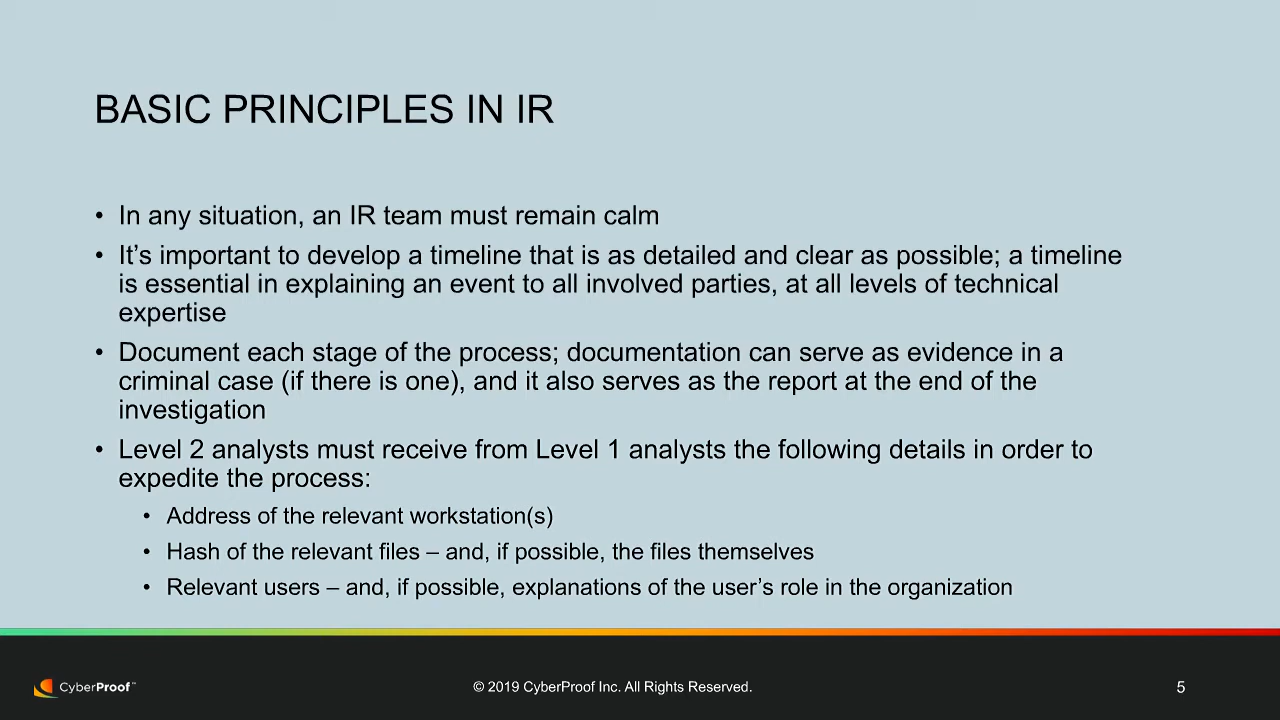 BASIC PRINCIPLES IN IR
• In any situation, an IR team must remain calm
• It’s important to develop a timeline that is as detailed and clear as possible; a timeline
is essential in explaining an event to all involved parties, at all levels of technical
expertise
• Document each stage of the process; documentation can serve as evidence in a
criminal case (if there is one), and it also serves as the report at the end of the
investigation
• Level 2 analysts must receive from Level 1 analysts the following details in order to
expedite the process:
• Address of the relevant workstation(s)
• Hash of the relevant files – and, if possible, the files themselves
• Relevant users – and, if possible, explanations of the user’s role in the organization
CyberProof™
© 2019 CyberProof Inc. All Rights Reserved.
5